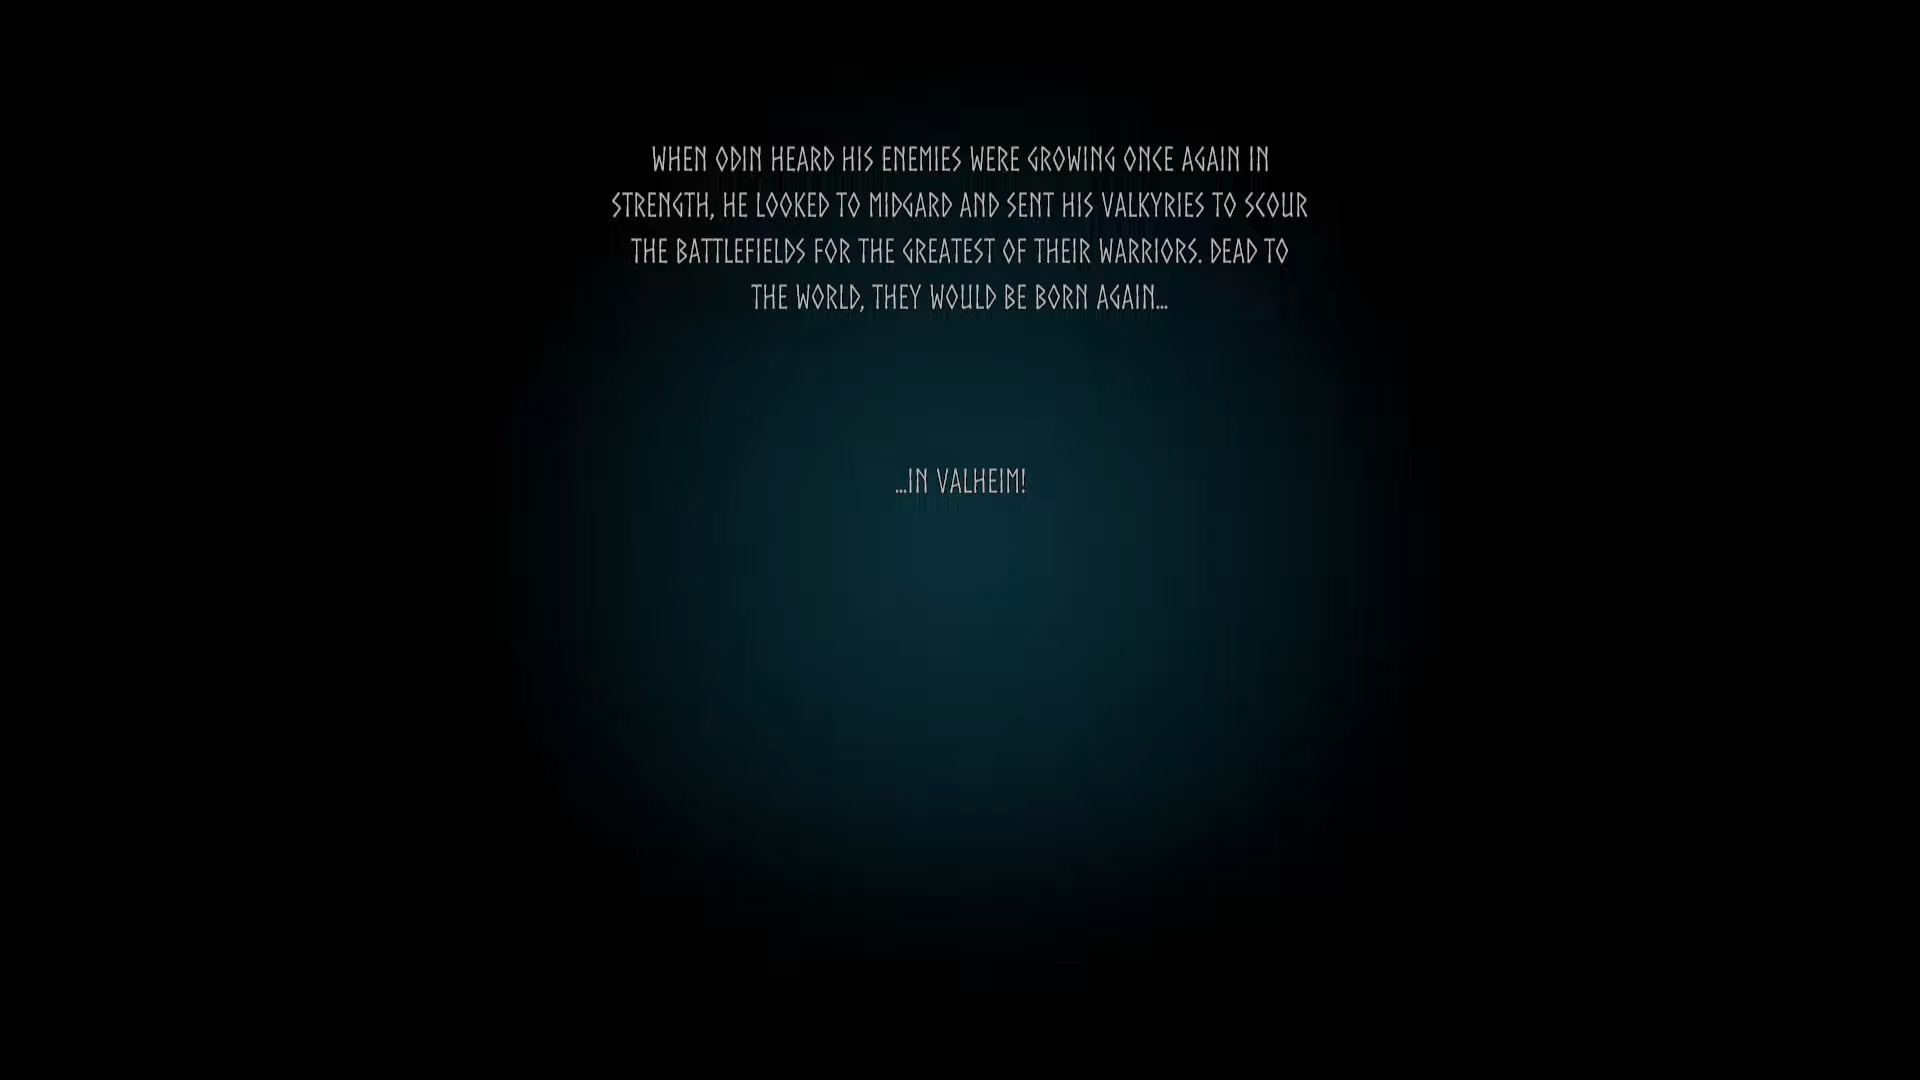 WHEN ODIN HEARD HIS ENEMIES WERE GROWING ONCE AGAIN IN
STRENGTH, HE LOOKED TO MIDGARD AND SENT HIS VALKYRIES TO SCOUR
THE BATTLEFIELDS FOR THE GREATEST OF THEIR WARRIORS. DEAD TO
THE WORLD, THEY WOULD BE BORN AGAIN...
...IN VALHEIM!